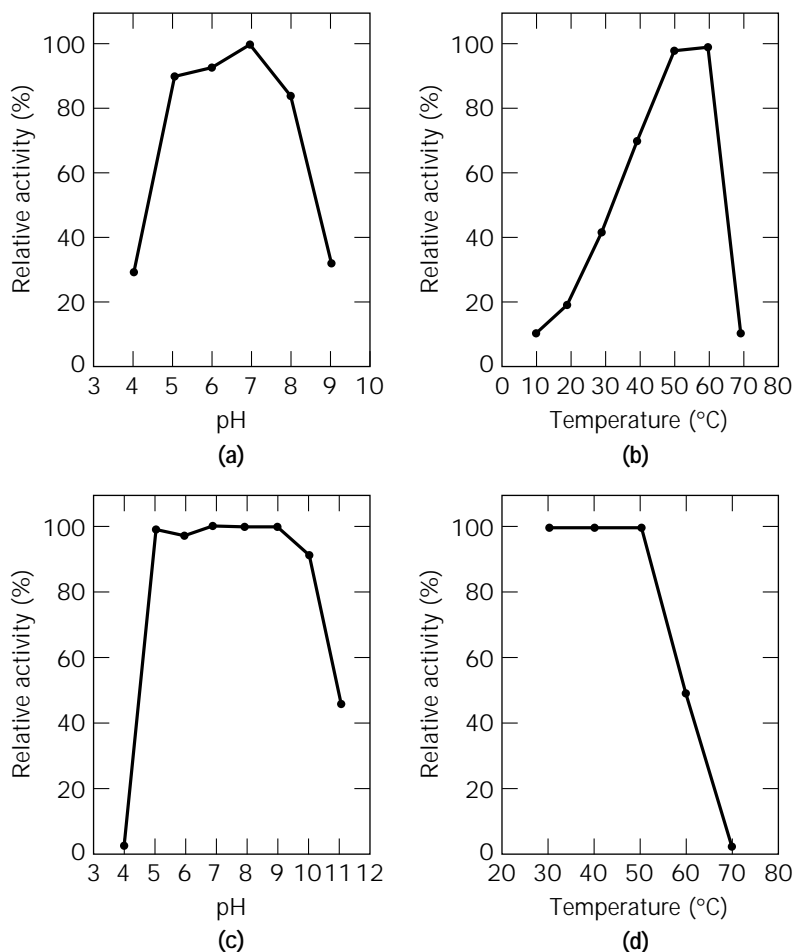 100
80
60
40
20
0
Relative activity (%)
3 4 5 6 7 8 9 10
pH
(a)
100
80
60
40
20
0
Relative activity (%)
0 10 20 30 40 50 60 70 80
Temperature (°C)
(b)
100
80
60
40
20
0
Relative activity (%)
3 4 5 6 7 8 9 10 11 12
pH
(c)
100
80
60
40
20
0
Relative activity (%)
20 30 40 50 60 70 80
Temperature (°C)
(d)